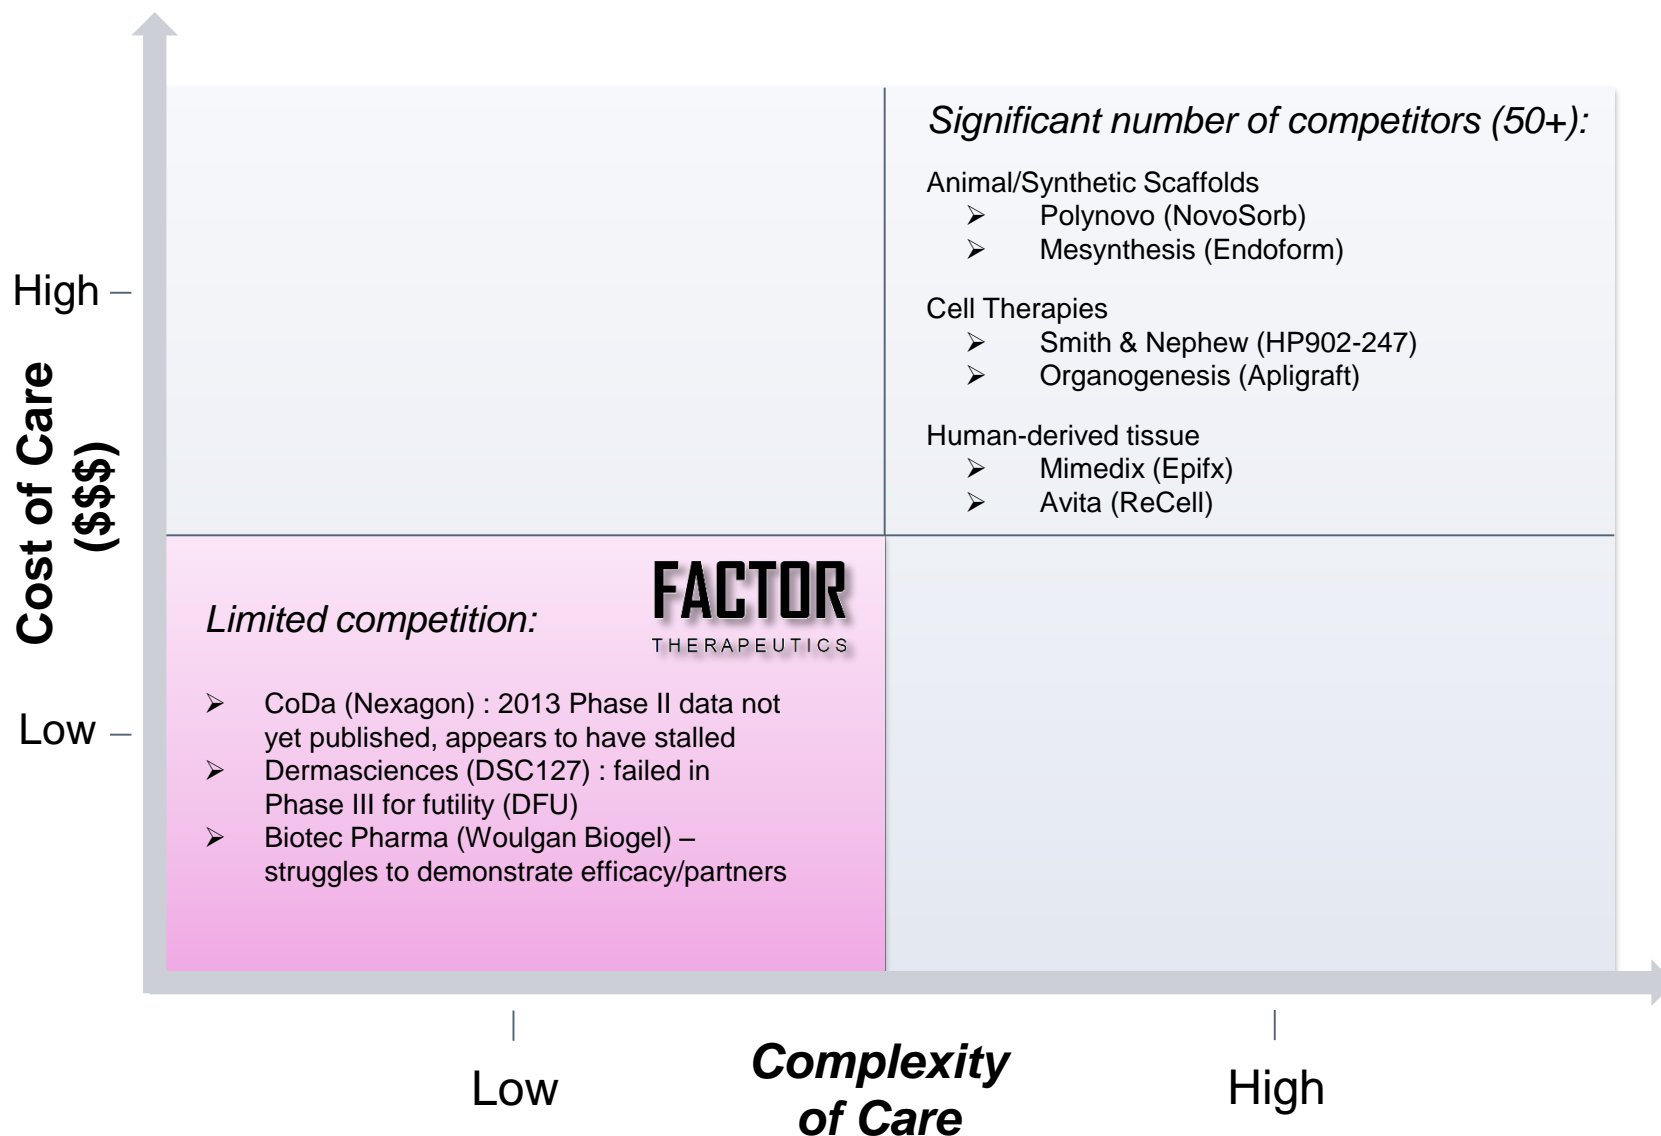 Significant number of competitors (50+):
Animal/Synthetic Scaffolds
➢ Polynovo (NovoSorb)
➢ Mesynthesis (Endoform)
Cell Therapies
➢ Smith & Nephew (HP902-247)
➢ Organogenesis (Apligraft)
Human-derived tissue
➢ Mimedix (Epifx)
➢ Avita (ReCell)
High
Cost of Care
($$$)
Low
FACTOR
THERAPEUTICS
Limited competition:
➢ CoDa (Nexagon) : 2013 Phase II data not
yet published, appears to have stalled
➢ Dermasciences (DSC127) : failed in
Phase III for futility (DFU)
➢ Biotec Pharma (Woulgan Biogel) –
struggles to demonstrate efficacy/partners
Low
Complexity
of Care
High